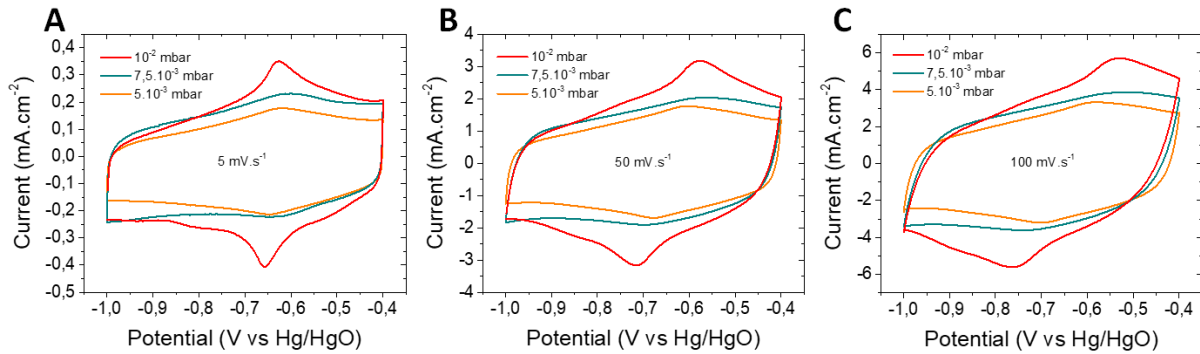 A
Current (mA.cm⁻²)
0,4
0,3
0,2
0,1
0,0
-0,1
-0,2
-0,3
-0,4
-0,5
10⁻² mbar
7,5.10⁻³ mbar
5.10⁻³ mbar
5 mV.s⁻¹
-1,0 -0,9 -0,8 -0,7 -0,6 -0,5 -0,4
Potential (V vs Hg/HgO)
B
Current (mA.cm⁻²)
4
3
2
1
0
-1
-2
-3
-4
10⁻² mbar
7,5.10⁻³ mbar
5.10⁻³ mbar
50 mV.s⁻¹
-1,0 -0,9 -0,8 -0,7 -0,6 -0,5 -0,4
Potential (V vs Hg/HgO)
C
Current (mA.cm⁻²)
6
4
2
0
-2
-4
-6
10⁻² mbar
7,5.10⁻³ mbar
5.10⁻³ mbar
100 mV.s⁻¹
-1,0 -0,9 -0,8 -0,7 -0,6 -0,5 -0,4
Potential (V vs Hg/HgO)